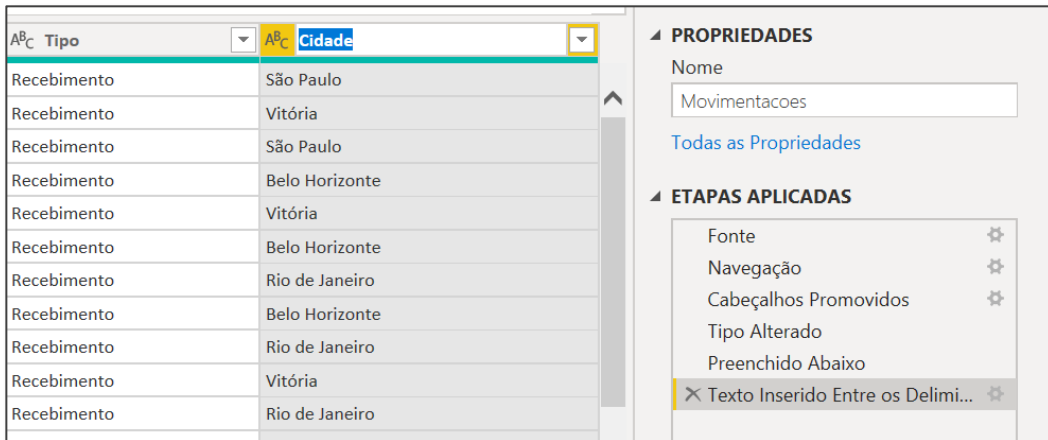 ABC Tipo
ABC Cidade
Recebimento São Paulo
Recebimento Vitória
Recebimento São Paulo
Recebimento Belo Horizonte
Recebimento Vitória
Recebimento Belo Horizonte
Recebimento Rio de Janeiro
Recebimento Belo Horizonte
Recebimento Rio de Janeiro
Recebimento Vitória
Recebimento Rio de Janeiro
PROPRIEDADES
Nome
Movimentacoes
Todas as Propriedades
ETAPAS APLICADAS
Fonte
Navegação
Cabeçalhos Promovidos
Tipo Alterado
Preenchido Abaixo
Texto Inserido Entre os Delimi...